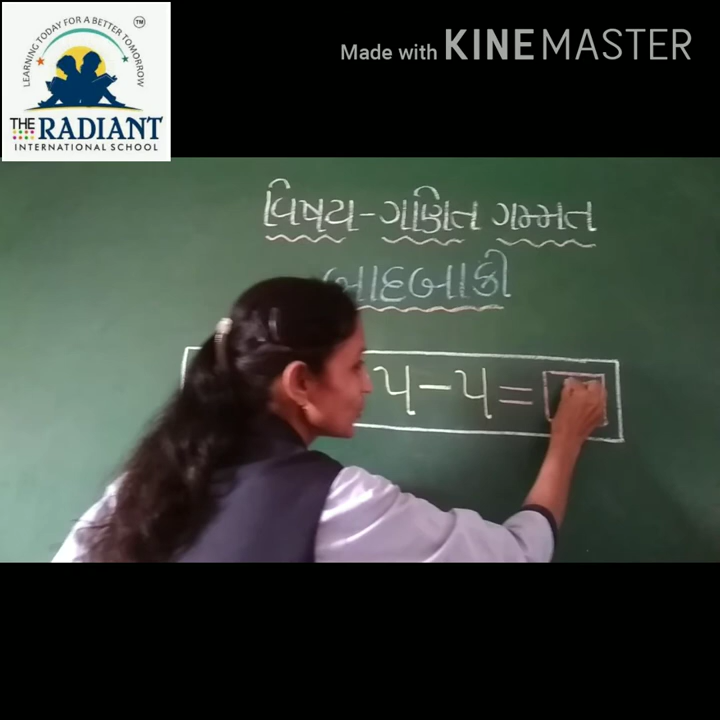 LEARNING TODAY FOR A BETTER TOMORROW
TM
THE RADIANT
INTERNATIONAL SCHOOL
Made with KINEMASTER
વિષય - ગણિત ગમ્મત
બાદબાકી
૫ - ૫ =